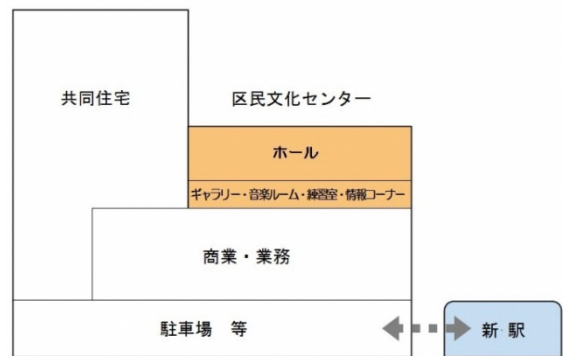 共同住宅
区民文化センター
ホール
ギャラリー・音楽ルーム・練習室・情報コーナー
商業・業務
駐車場　等
新駅